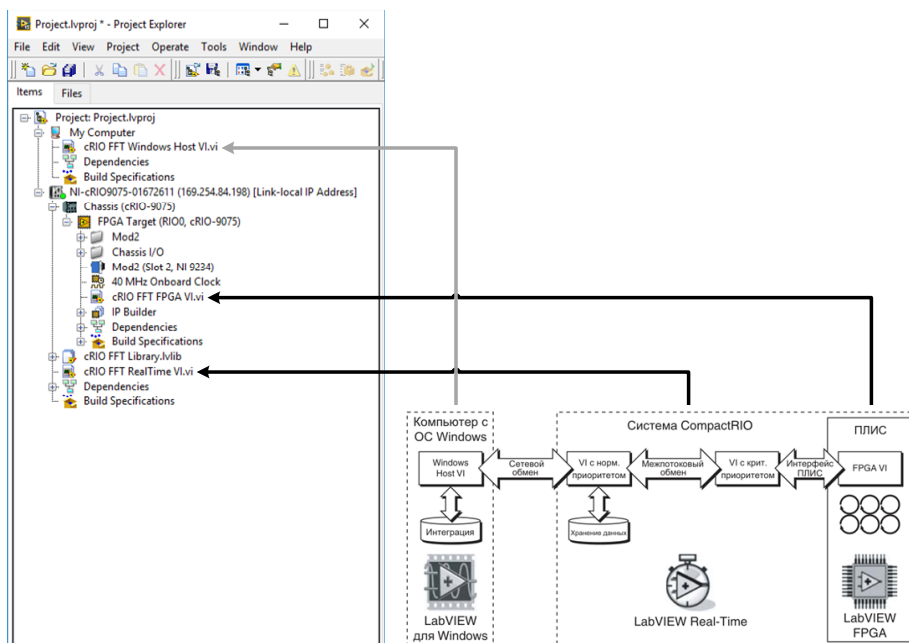 Project.lvproj * - Project Explorer
File Edit View Project Operate Tools Window Help
Items Files
Project: Project.lvproj
My Computer
cRIO FFT Windows Host VI.vi
Dependencies
Build Specifications
NI-cRIO9075-01672611 (169.254.84.198) [Link-local IP Address]
Chassis (cRIO-9075)
FPGA Target (RIO0, cRIO-9075)
Mod2
Chassis I/O
Mod2 (Slot 2, NI 9234)
40 MHz Onboard Clock
cRIO FFT FPGA VI.vi
IP Builder
Dependencies
Build Specifications
cRIO FFT Library.lvlib
cRIO FFT RealTime VI.vi
Dependencies
Build Specifications
Компьютер с
ОС Windows
Windows
Host VI
Интеграция
LabVIEW
для Windows
Сетевой
обмен
Система CompactRIO
VI с норм.
приоритетом
Хранение данных
Межпотоковый
обмен
VI с крит.
приоритетом
Интерфейс
ПЛИС
LabVIEW Real-Time
ПЛИС
FPGA VI
LabVIEW
FPGA